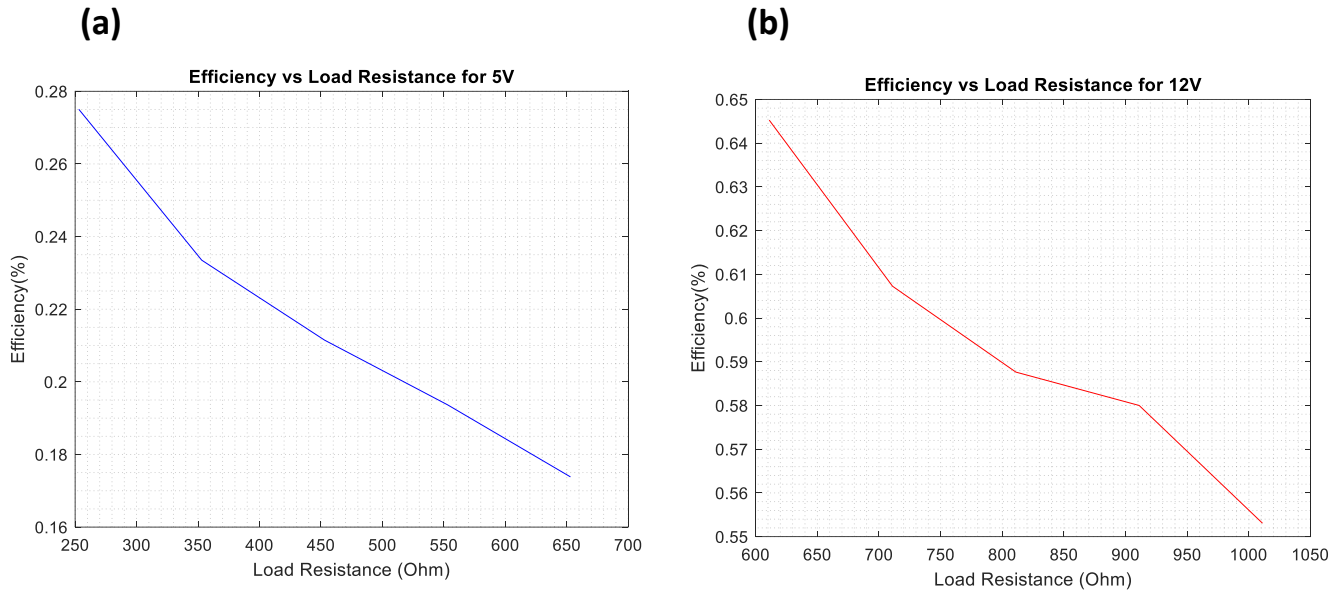 (a)
Efficiency vs Load Resistance for 5V
0.28
0.26
0.24
0.22
0.2
0.18
0.16
Efficiency(%)
250 300 350 400 450 500 550 600 650 700
Load Resistance (Ohm)
(b)
Efficiency vs Load Resistance for 12V
0.65
0.64
0.63
0.62
0.61
0.6
0.59
0.58
0.57
0.56
0.55
Efficiency(%)
600 650 700 750 800 850 900 950 1000 1050
Load Resistance (Ohm)